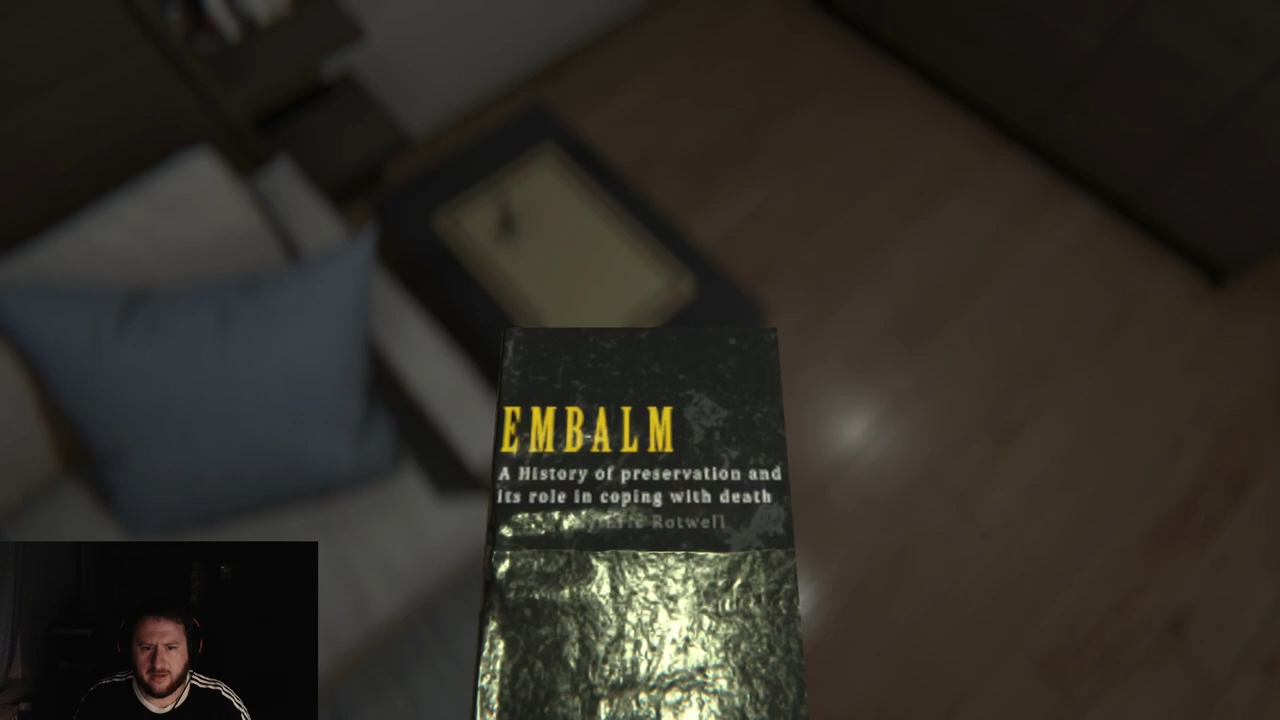 EMBALM
A History of preservation and
its role in coping with death
Rotwell